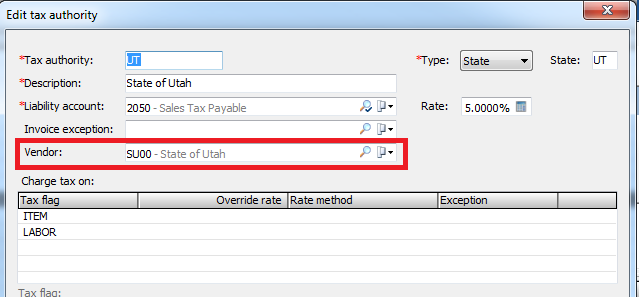 Edit tax authority
*Tax authority: UT *Type: State State: UT
*Description: State of Utah
*Liability account: 2050 - Sales Tax Payable Rate: 5.0000%
Invoice exception:
Vendor: SU00 - State of Utah
Charge tax on:
Tax flag Override rate Rate method Exception
ITEM
LABOR
Tax flag: